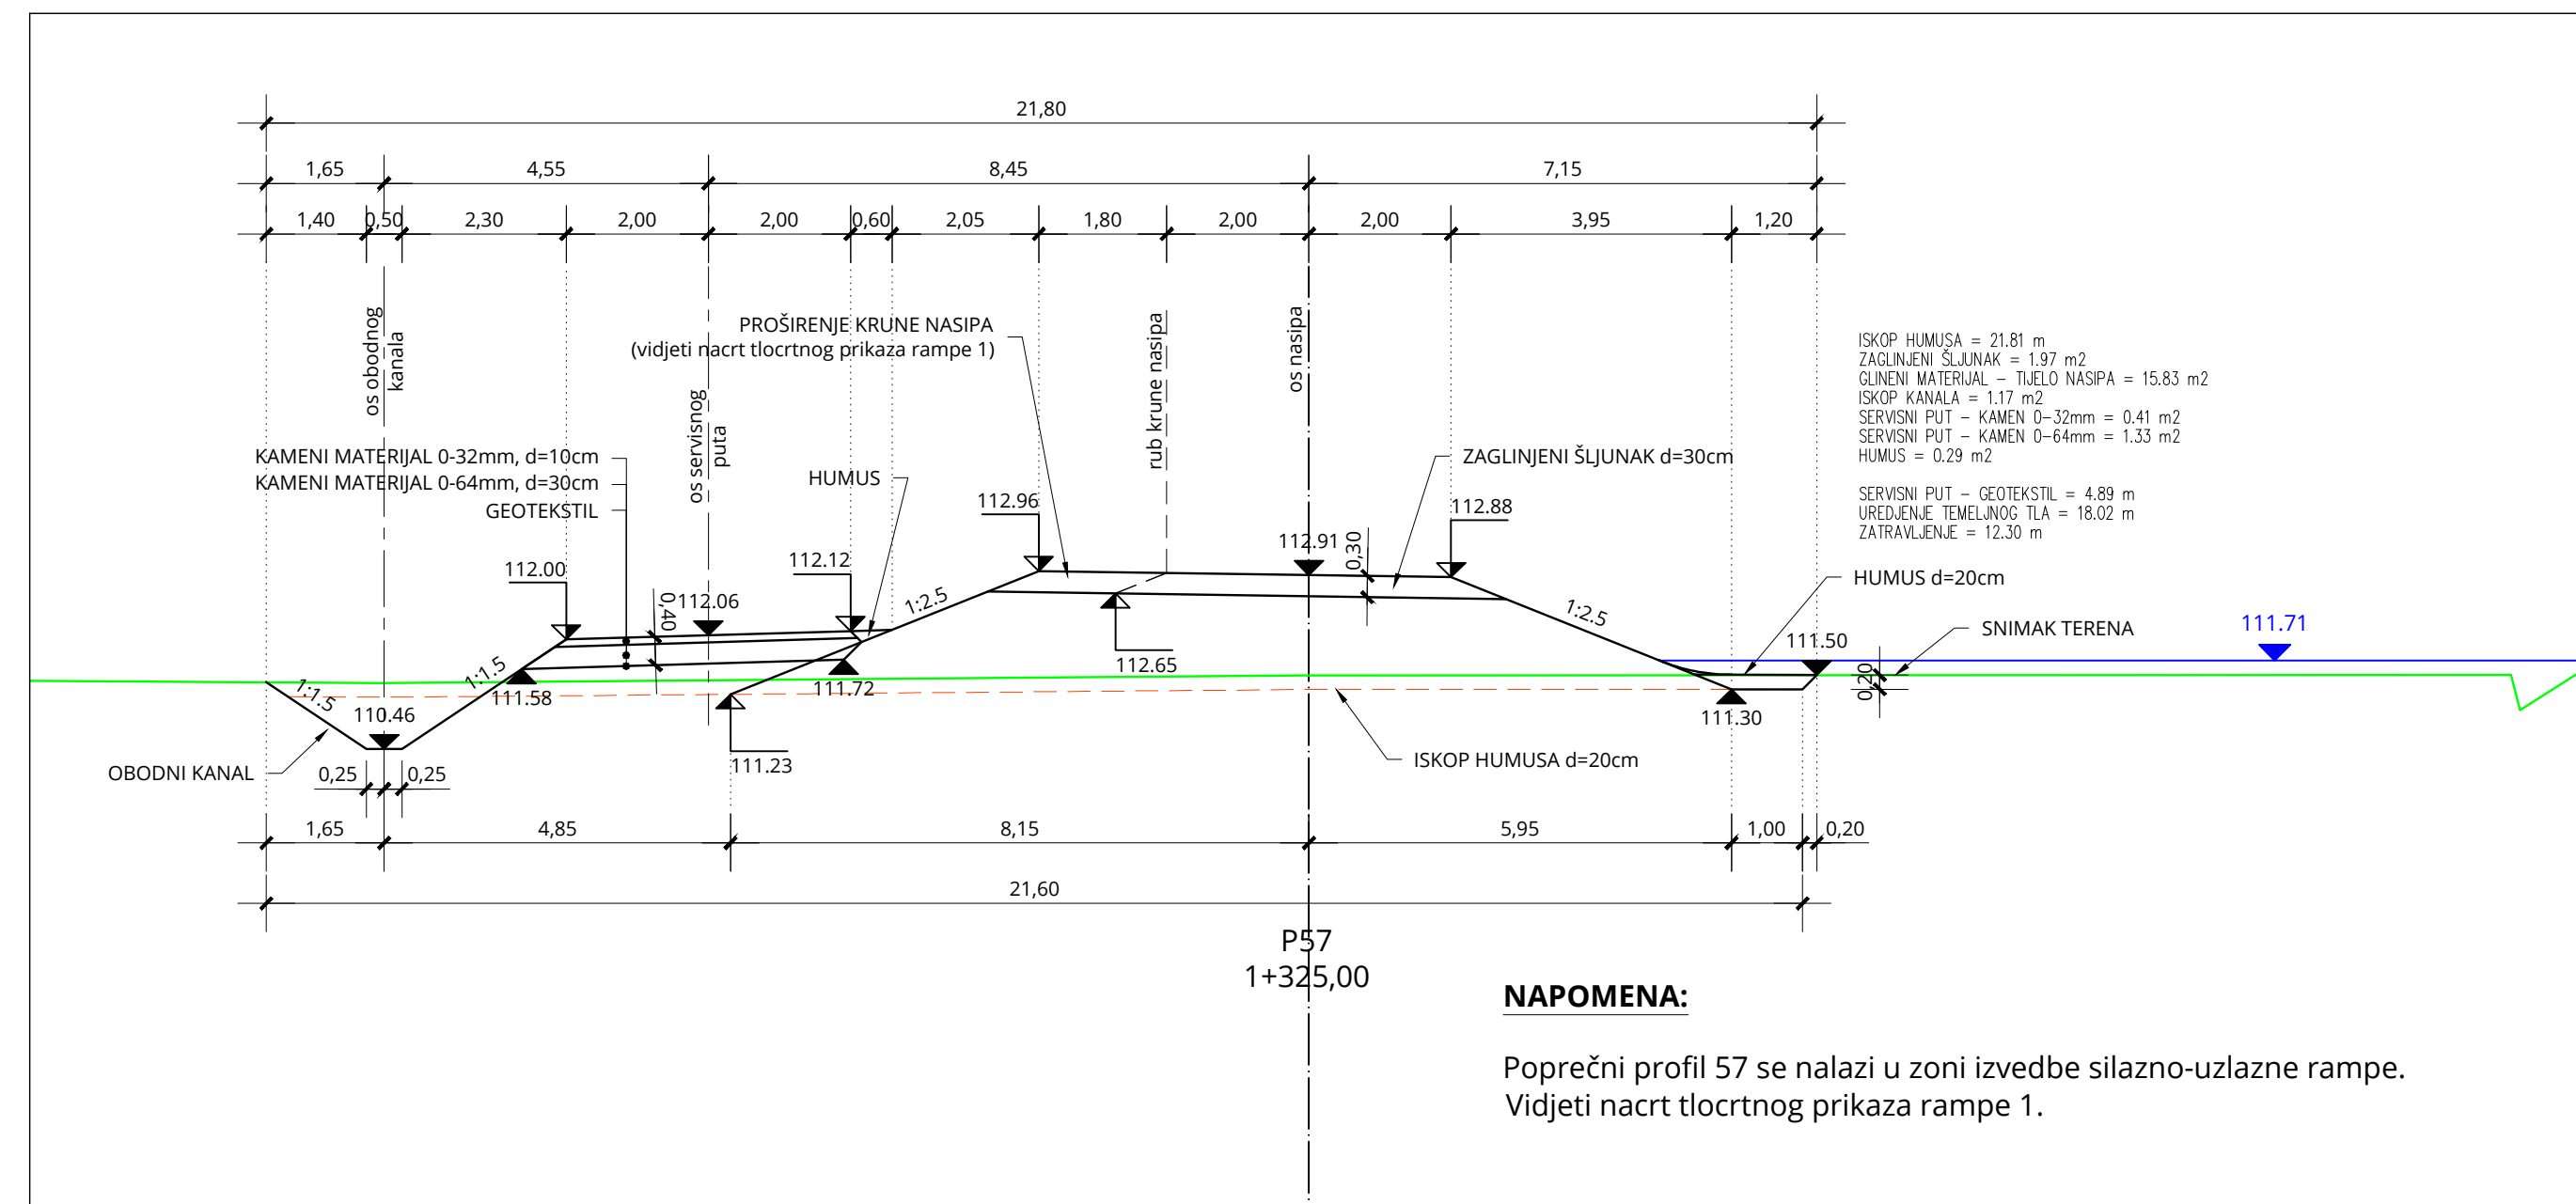 21,80
1,65 4,55 8,45 7,15
1,40 0,50 2,30 2,00 2,00 0,60 2,05 1,80 2,00 2,00 3,95 1,20
os obodnog
kanala
os servisnog
puta
rub krune nasipa
os nasipa
PROŠIRENJE KRUNE NASIPA
(vidjeti nacrt tlocrtnog prikaza rampe 1)
ISKOP HUMUSA = 21.81 m
ZAGLINJENI ŠLJUNAK = 1.97 m2
GLINENI MATERIJAL - TIJELO NASIPA = 15.83 m2
ISKOP KANALA = 1.17 m2
SERVISNI PUT - KAMEN 0-32mm = 0.41 m2
SERVISNI PUT - KAMEN 0-64mm = 1.33 m2
HUMUS = 0.29 m2
SERVISNI PUT - GEOTEKSTIL = 4.89 m
UREDJENJE TEMELJNOG TLA = 18.02 m
ZATRAVLJENJE = 12.30 m
KAMENI MATERIJAL 0-32mm, d=10cm
KAMENI MATERIJAL 0-64mm, d=30cm
GEOTEKSTIL
HUMUS
ZAGLINJENI ŠLJUNAK d=30cm
112.96
112.88
112.91
0,30
112.12
112.00
112.06
0,40
1:2.5
1:2.5
HUMUS d=20cm
SNIMAK TERENA
111.71
111.50
0,20
112.65
1:1.5
1:1.5
111.58
111.72
110.46
111.30
111.23
ISKOP HUMUSA d=20cm
OBODNI KANAL
0,25 0,25
1,65 4,85 8,15 5,95 1,00 0,20
21,60
P57
1+325,00
NAPOMENA:
Poprečni profil 57 se nalazi u zoni izvedbe silazno-uzlazne rampe.
Vidjeti nacrt tlocrtnog prikaza rampe 1.